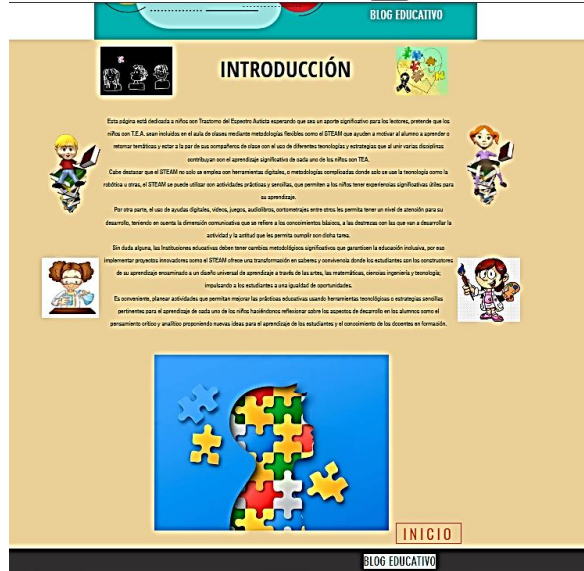 BLOG EDUCATIVO
INTRODUCCIÓN
Esta página está dedicada a niños con Trastorno del Espectro Autista esperando que sea un aporte significativo para los lectores, pretende que los
niños con T.E.A. sean incluidos en el aula de clases mediante metodologías flexibles como el STEAM que ayuden a motivar al alumno a aprender o
retomar temáticas y estar a la par de sus compañeros de clase con el uso de diferentes tecnologías y estrategias que al unir varias disciplinas
contribuyan con el aprendizaje significativo de cada uno de los niños con TEA.
Cabe destacar que el STEAM no solo se emplea con herramientas digitales, o metodologías complicadas donde solo se usa la tecnología como la
robótica u otras, el STEAM se puede utilizar con actividades prácticas y sencillas, que permiten a los niños tener experiencias significativas útiles para
su aprendizaje.
Por otra parte, el uso de ayudas digitales, videos, juegos, audiolibros, cortometrajes entre otros les permita tener un nivel de atención para su
desarrollo, teniendo en cuenta la dimensión comunicativa que se refiere a los conocimientos básicos, a las destrezas con las que van a desarrollar la
actividad y la actitud que les permita cumplir con dicha tarea.
Sin duda alguna, las Instituciones educativas deben tener cambios metodológicos significativos que garanticen la educación inclusiva, por eso
implementar proyectos innovadores como el STEAM ofrece una transformación en saberes y convivencia donde los estudiantes son los constructores
de su aprendizaje encaminado a un diseño universal de aprendizaje a través de las artes, las matemáticas, ciencias ingeniería y tecnología;
impulsando a los estudiantes a una igualdad de oportunidades.
Es conveniente, planear actividades que permitan mejorar las prácticas educativas usando herramientas tecnológicas o estrategias sencillas
pertinentes para el aprendizaje de cada uno de los niños haciéndonos reflexionar sobre los aspectos de desarrollo en los alumnos como el
pensamiento crítico y analítico proponiendo nuevas ideas para el aprendizaje de los estudiantes y el conocimiento de los docentes en formación.
INICIO
BLOG EDUCATIVO